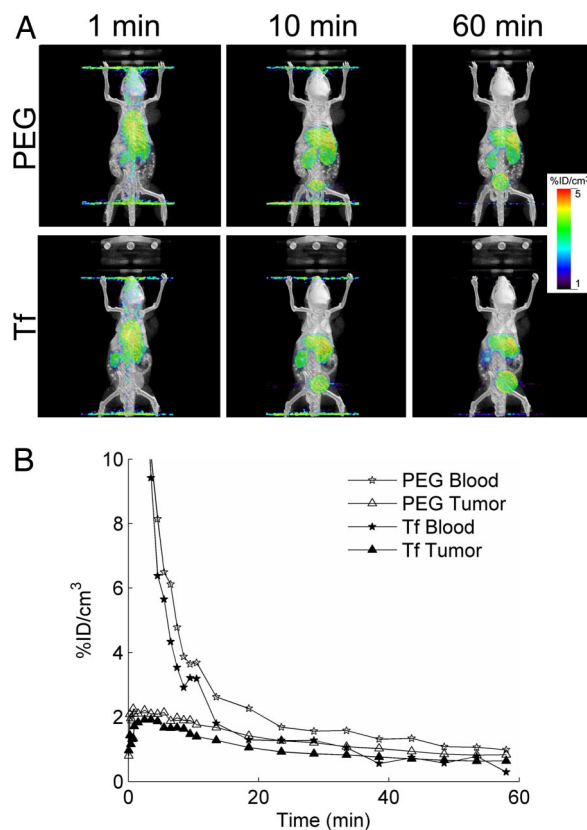 A
1 min 10 min 60 min
PEG
%ID/cm³
5
1
Tf
B
10
8
6
4
2
0
%ID/cm³
PEG Blood
PEG Tumor
Tf Blood
Tf Tumor
0 20 40 60
Time (min)